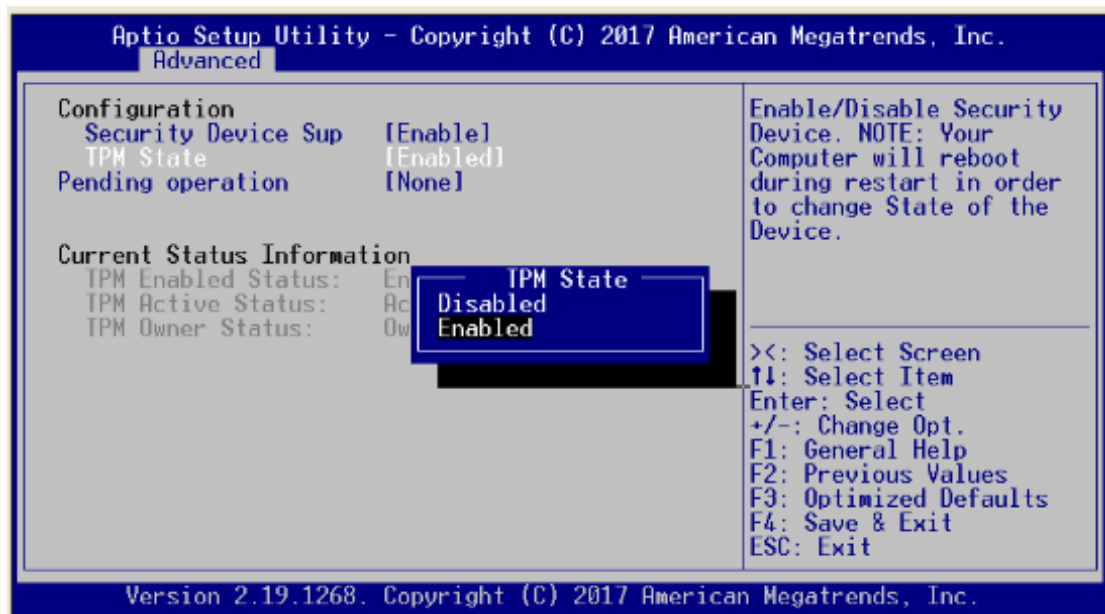 Aptio Setup Utility - Copyright (C) 2017 American Megatrends, Inc.
Advanced
Configuration
Security Device Sup [Enable]
TPM State [Enabled]
Pending operation [None]
Current Status Information
TPM Enabled Status: En
TPM Active Status: Ac
TPM Owner Status: Ow
TPM State
Disabled
Enabled
Enable/Disable Security
Device. NOTE: Your
Computer will reboot
during restart in order
to change State of the
Device.
><: Select Screen
↑↓: Select Item
Enter: Select
+/-: Change Opt.
F1: General Help
F2: Previous Values
F3: Optimized Defaults
F4: Save & Exit
ESC: Exit
Version 2.19.1268. Copyright (C) 2017 American Megatrends, Inc.